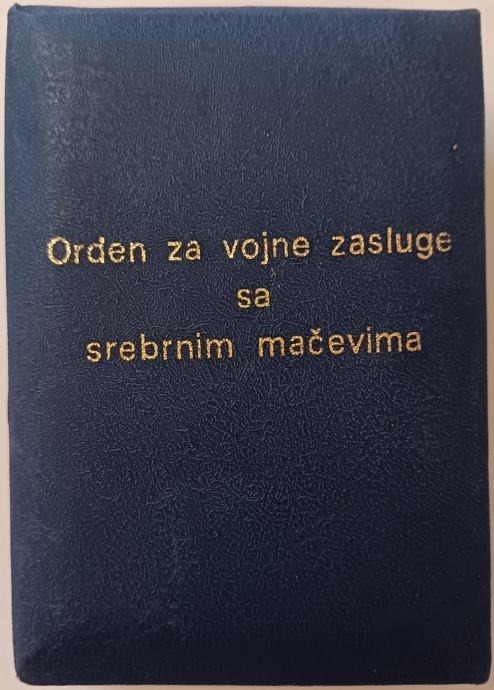 Orden za vojne zasluge
sa
srebrnim mačevima